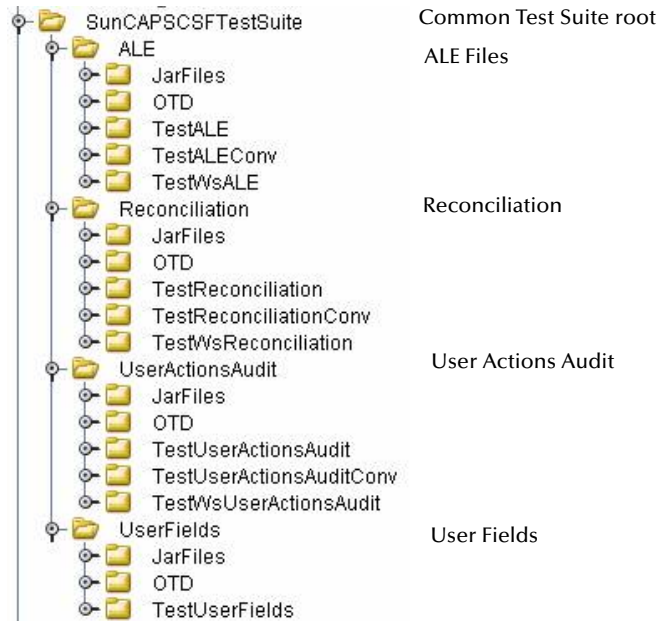 SunCAPSCSFTestSuite Common Test Suite root
ALE ALE Files
JarFiles
OTD
TestALE
TestALEConv
TestWsALE
Reconciliation Reconciliation
JarFiles
OTD
TestReconciliation
TestReconciliationConv
TestWsReconciliation
UserActionsAudit User Actions Audit
JarFiles
OTD
TestUserActionsAudit
TestUserActionsAuditConv
TestWsUserActionsAudit
UserFields User Fields
JarFiles
OTD
TestUserFields